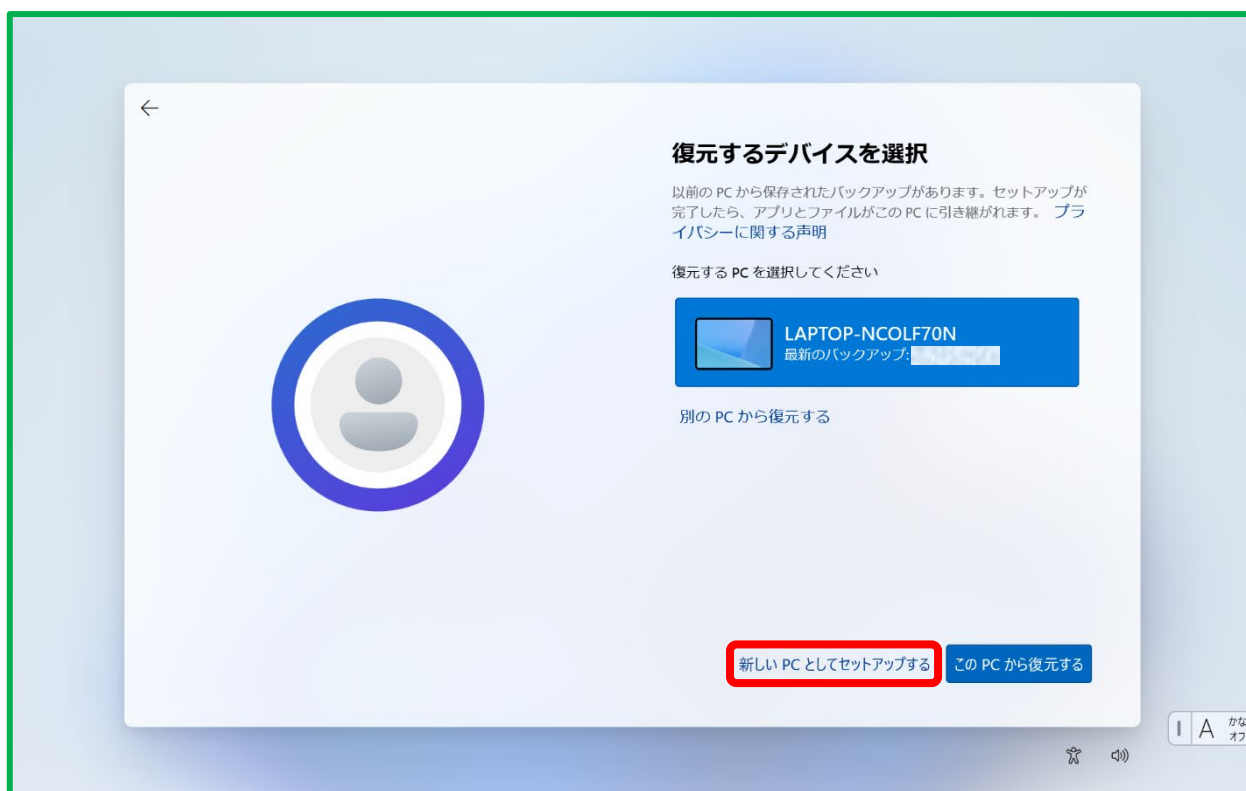 復元するデバイスを選択
以前の PC から保存されたバックアップがあります。セットアップが
完了したら、アプリとファイルがこの PC に引き継がれます。 プラ
イバシーに関する声明
復元する PC を選択してください
LAPTOP-NCOLF70N
最新のバックアップ:
別の PC から復元する
新しい PC としてセットアップする
この PC から復元する
A
かな
オフ